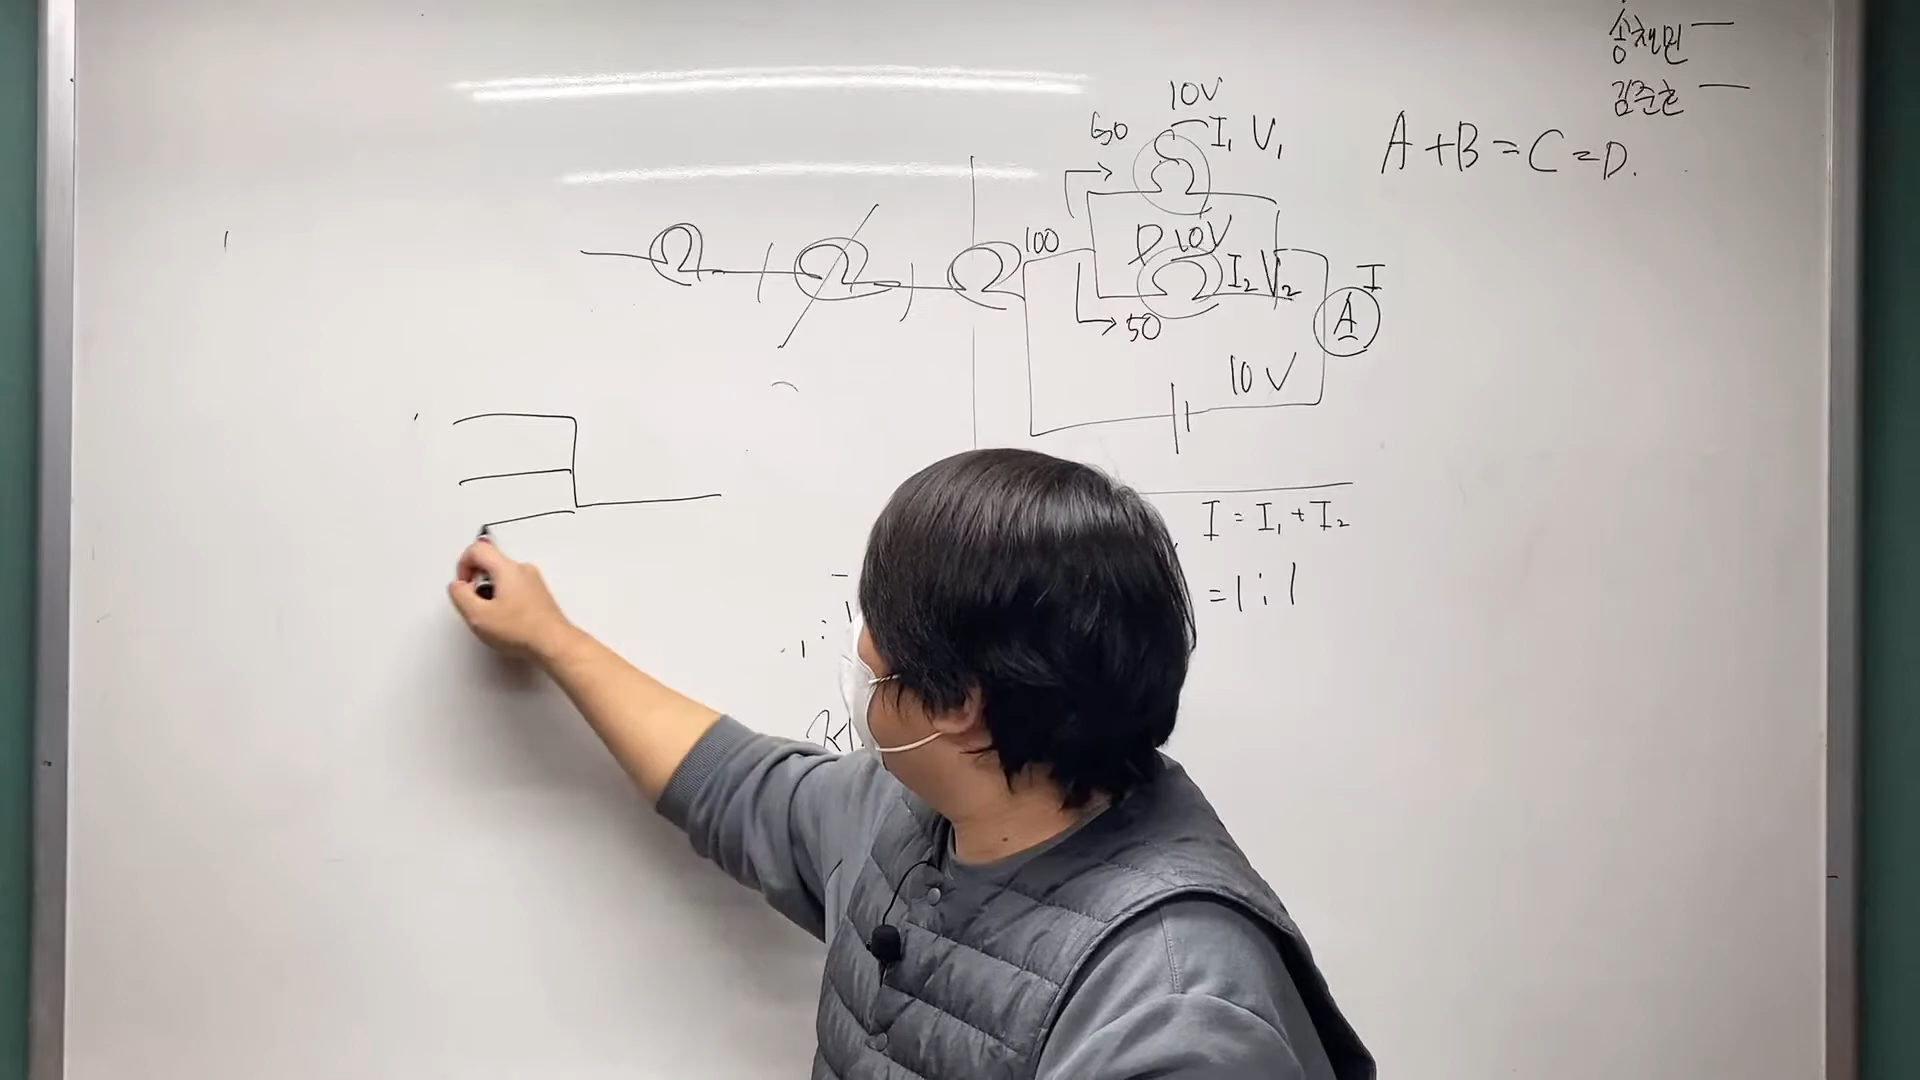 송채민 —
김준호 —
10V
50 I₁ V₁
A+B=C=D.
100
D 10V
I₂ V₂
I
A
50
10V
I = I₁ + I₂
= 1 : 1